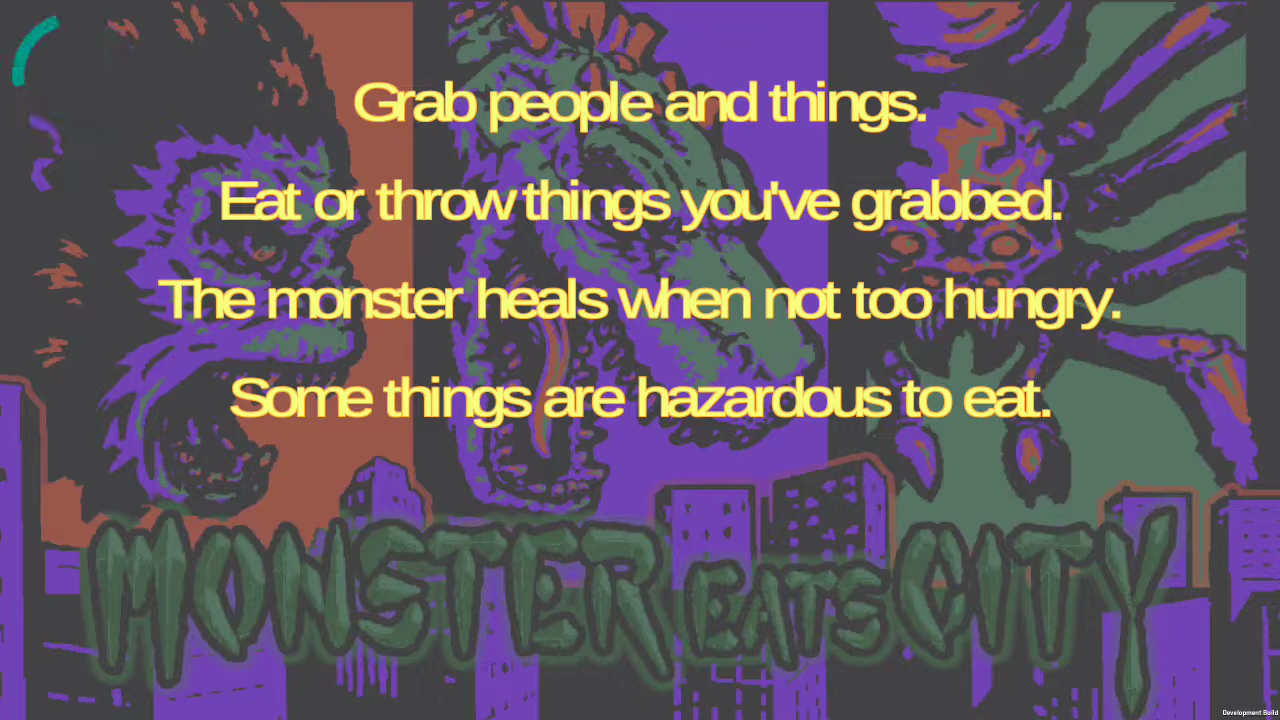 Grab people and things.
Eat or throw things you've grabbed.
The monster heals when not too hungry.
Some things are hazardous to eat.
MONSTER EATS CITY
Development Build